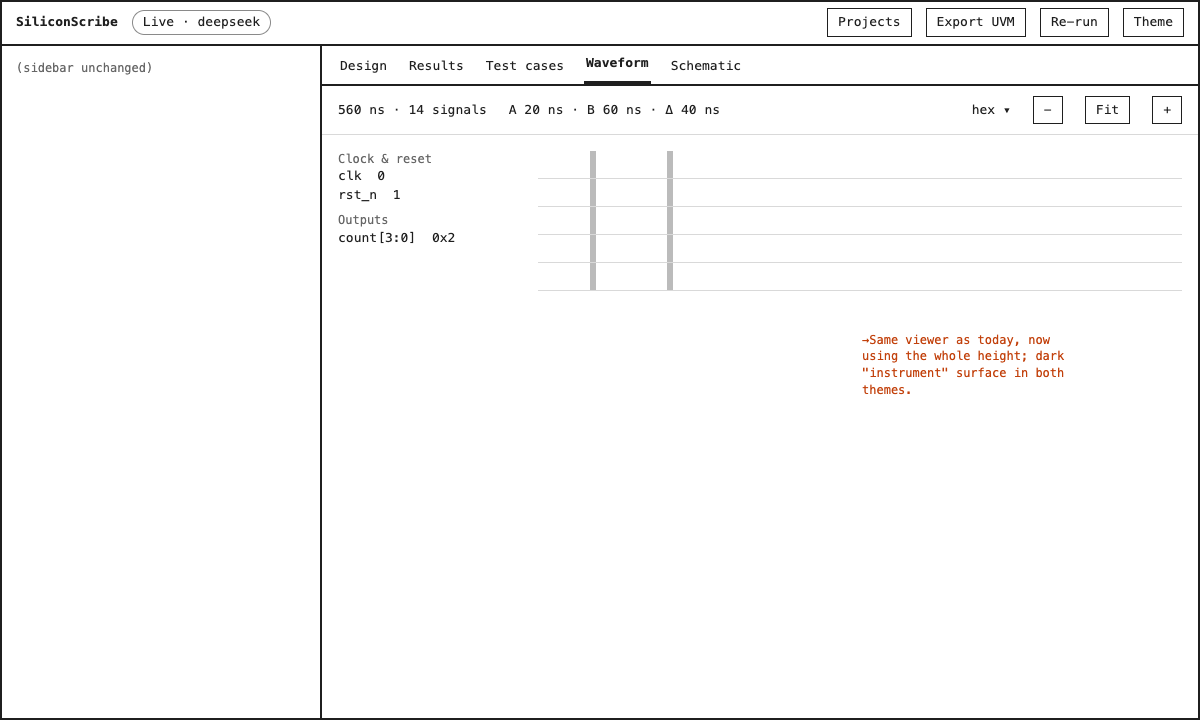 SiliconScribe Live · deepseek Projects Export UVM Re−run Theme
(sidebar unchanged)
Design Results Test cases Waveform Schematic
560 ns · 14 signals A 20 ns · B 60 ns · Δ 40 ns hex ▾ − Fit +
Clock & reset
clk 0
rst_n 1
Outputs
count[3:0] 0x2
→Same viewer as today, now
using the whole height; dark
"instrument" surface in both
themes.